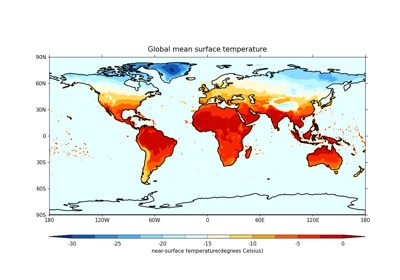 Global mean surface temperature
90N
60N
30N
0
30S
60S
90S
180 120W 60W 0 60E 120E 180
-30 -25 -20 -15 -10 -5 0
near-surface temperature(degrees Celsius)